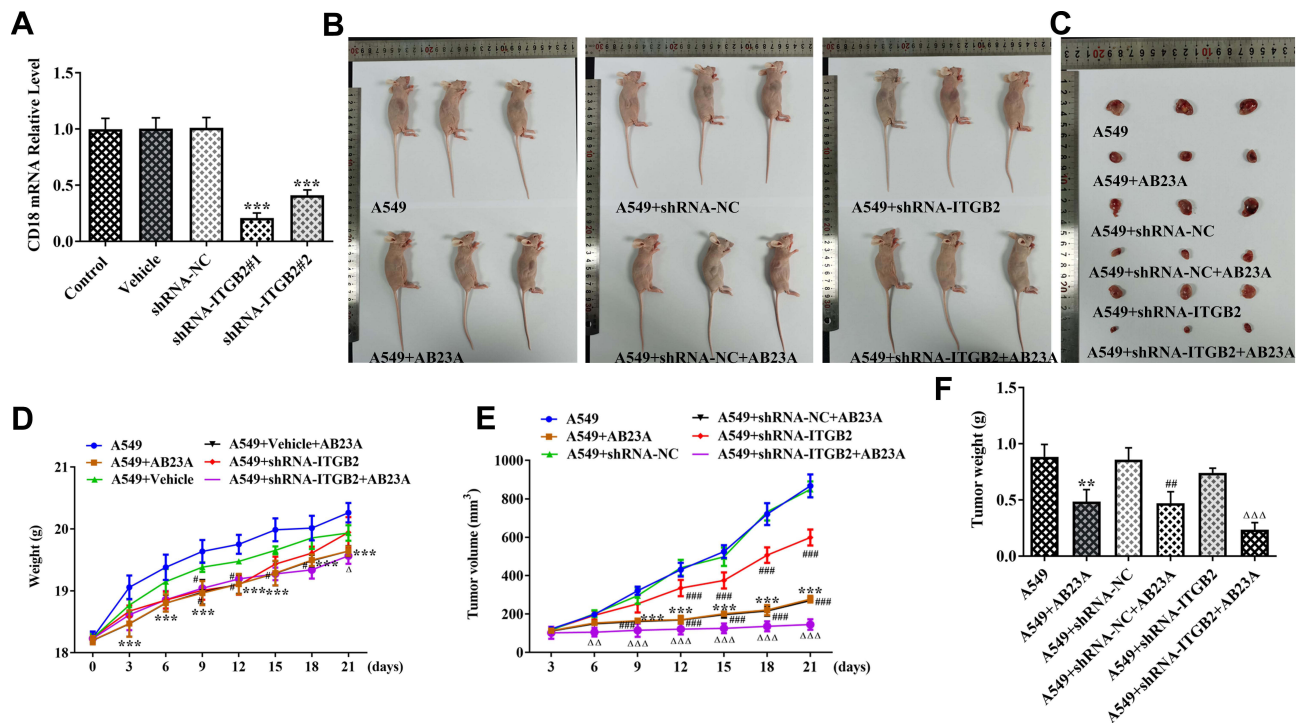 A
CD18 mRNA Relative Level
1.5
1.0
0.5
0.0
***
***
Control
Vehicle
shRNA-NC
shRNA-ITGB2#1
shRNA-ITGB2#2
B
A549
A549+shRNA-NC
A549+shRNA-ITGB2
A549+AB23A
A549+shRNA-NC+AB23A
A549+shRNA-ITGB2+AB23A
C
A549
A549+AB23A
A549+shRNA-NC
A549+shRNA-NC+AB23A
A549+shRNA-ITGB2
A549+shRNA-ITGB2+AB23A
D
A549
A549+AB23A
A549+Vehicle
A549+Vehicle+AB23A
A549+shRNA-ITGB2
A549+shRNA-ITGB2+AB23A
Weight (g)
21
20
19
18
0 3 6 9 12 15 18 21 (days)
*** *** *** *** *** *** ***
Δ
E
A549
A549+AB23A
A549+shRNA-NC
A549+shRNA-NC+AB23A
A549+shRNA-ITGB2
A549+shRNA-ITGB2+AB23A
Tumor volume (mm3)
1000
800
600
400
200
0
### ### ### ### 
*** *** *** *** ***
### ### ### ### ###
ΔΔ ΔΔΔ ΔΔΔ ΔΔΔ ΔΔΔ ΔΔΔ
3 6 9 12 15 18 21 (days)
F
Tumor weight (g)
1.5
1.0
0.5
0.0
**
##
ΔΔΔ
A549
A549+AB23A
A549+shRNA-NC
A549+shRNA-NC+AB23A
A549+shRNA-ITGB2
A549+shRNA-ITGB2+AB23A